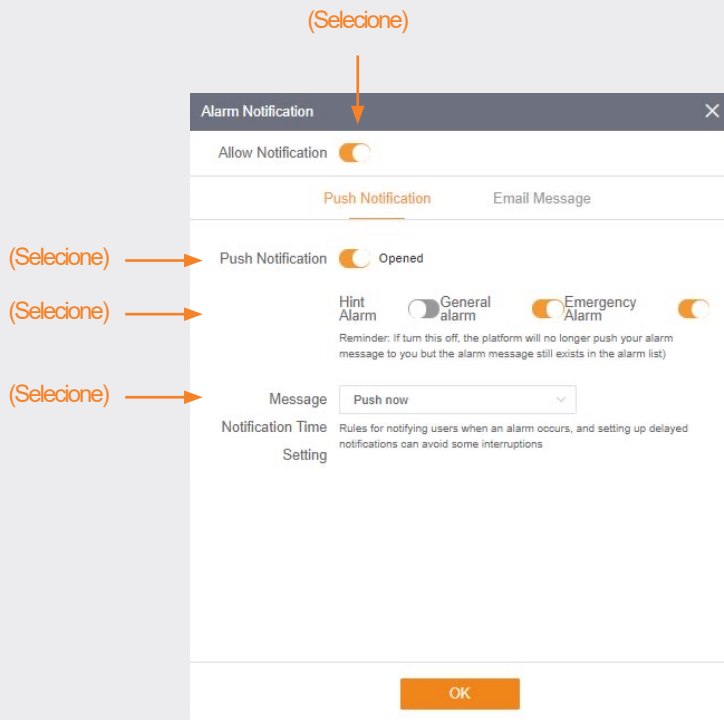 (Selecione)
Alarm Notification
Allow Notification
Push Notification Email Message
(Selecione) Push Notification Opened
(Selecione) Hint Alarm General alarm Emergency Alarm
Reminder: If turn this off, the platform will no longer push your alarm
message to you but the alarm message still exists in the alarm list)
(Selecione) Message Push now
Notification Time Rules for notifying users when an alarm occurs, and setting up delayed
Setting notifications can avoid some interruptions
OK